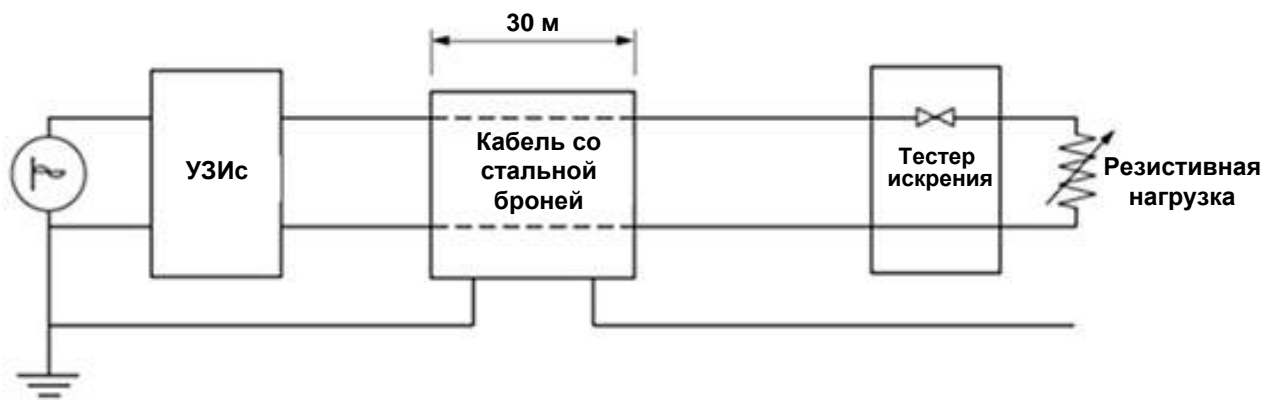 30 м
УЗИс
Кабель со
стальной
броней
Тестер
искрения
Резистивная
нагрузка